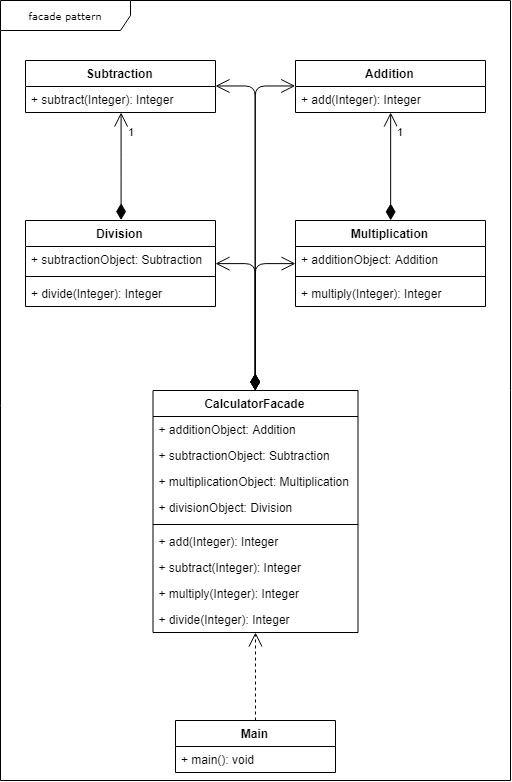 facade pattern
Subtraction
+ subtract(Integer): Integer
Addition
+ add(Integer): Integer
1
1
Division
+ subtractionObject: Subtraction
+ divide(Integer): Integer
Multiplication
+ additionObject: Addition
+ multiply(Integer): Integer
CalculatorFacade
+ additionObject: Addition
+ subtractionObject: Subtraction
+ multiplicationObject: Multiplication
+ divisionObject: Division
+ add(Integer): Integer
+ subtract(Integer): Integer
+ multiply(Integer): Integer
+ divide(Integer): Integer
Main
+ main(): void